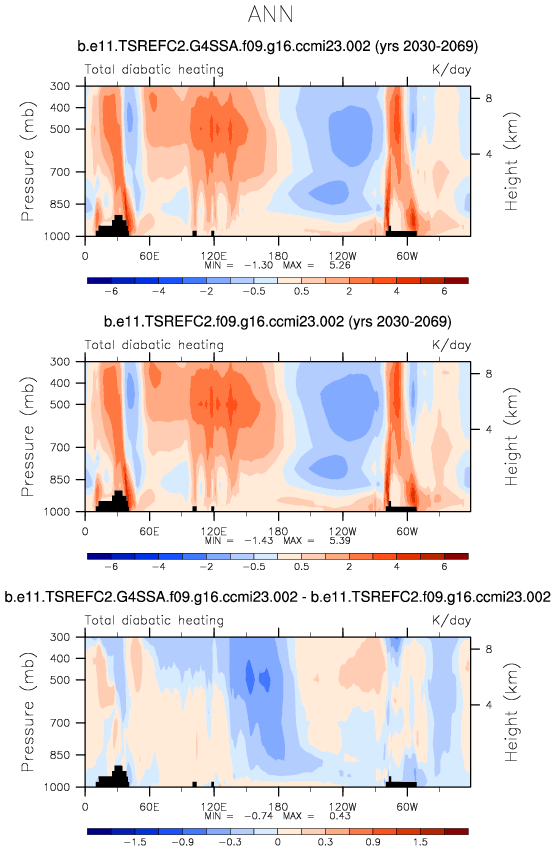 ANN
b.e11.TSREFC2.G4SSA.f09.g16.ccmi23.002 (yrs 2030-2069)
Total diabatic heating K/day
Pressure (mb)
300
400
500
700
850
1000
8
4
Height (km)
0 60E 120E 180 120W 60W
MIN = -1.30 MAX = 5.26
-6 -4 -2 -0.5 0.5 2 4 6
b.e11.TSREFC2.f09.g16.ccmi23.002 (yrs 2030-2069)
Total diabatic heating K/day
Pressure (mb)
300
400
500
700
850
1000
8
4
Height (km)
0 60E 120E 180 120W 60W
MIN = -1.43 MAX = 5.39
-6 -4 -2 -0.5 0.5 2 4 6
b.e11.TSREFC2.G4SSA.f09.g16.ccmi23.002 - b.e11.TSREFC2.f09.g16.ccmi23.002
Total diabatic heating K/day
Pressure (mb)
300
400
500
700
850
1000
8
4
Height (km)
0 60E 120E 180 120W 60W
MIN = -0.74 MAX = 0.43
-1.5 -0.9 -0.3 0 0.3 0.9 1.5